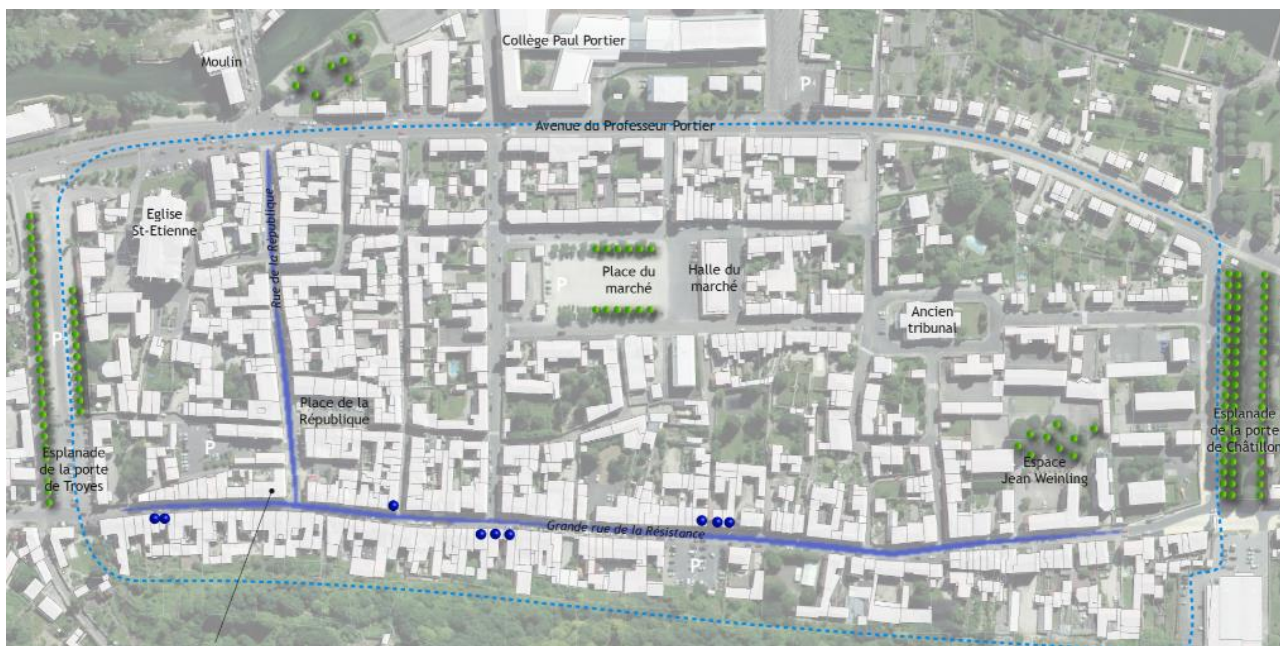 Collège Paul Portier
Moulin
P
Avenue du Professeur Portier
Eglise
St-Etienne
Rue de la République
Place du
marché
Halle du
marché
P
Ancien
tribunal
P
Place de la
République
P
Esplanade
de la porte
de Troyes
Esplanade
de la porte
de Châtillon
Espace
Jean Weinling
Grande rue de la Résistance
P